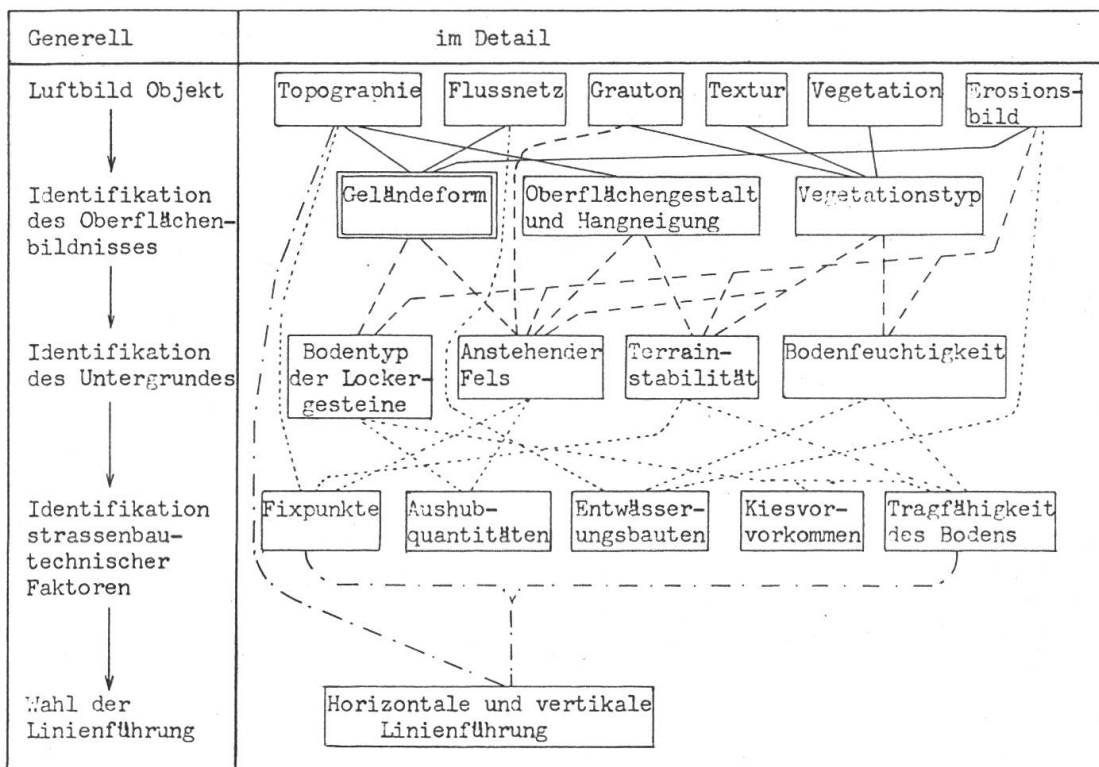 Generell
im Detail
Luftbild Objekt
Topographie
Flussnetz
Grauton
Textur
Vegetation
Erosions-
bild
Identifikation
des Oberflächen-
bildnisses
Geländeform
Oberflächengestalt
und Hangneigung
Vegetationstyp
Identifikation
des Untergrundes
Bodentyp
der Locker-
gesteine
Anstehender
Fels
Terrain-
stabilität
Bodenfeuchtigkeit
Identifikation
strassenbau-
technischer
Faktoren
Fixpunkte
Aushub-
quantitäten
Entwässer-
ungsbauten
Kiesvor-
vorkommen
Tragfähigkeit
des Bodens
Wahl der
Linienführung
Horizontale und vertikale
Linienführung